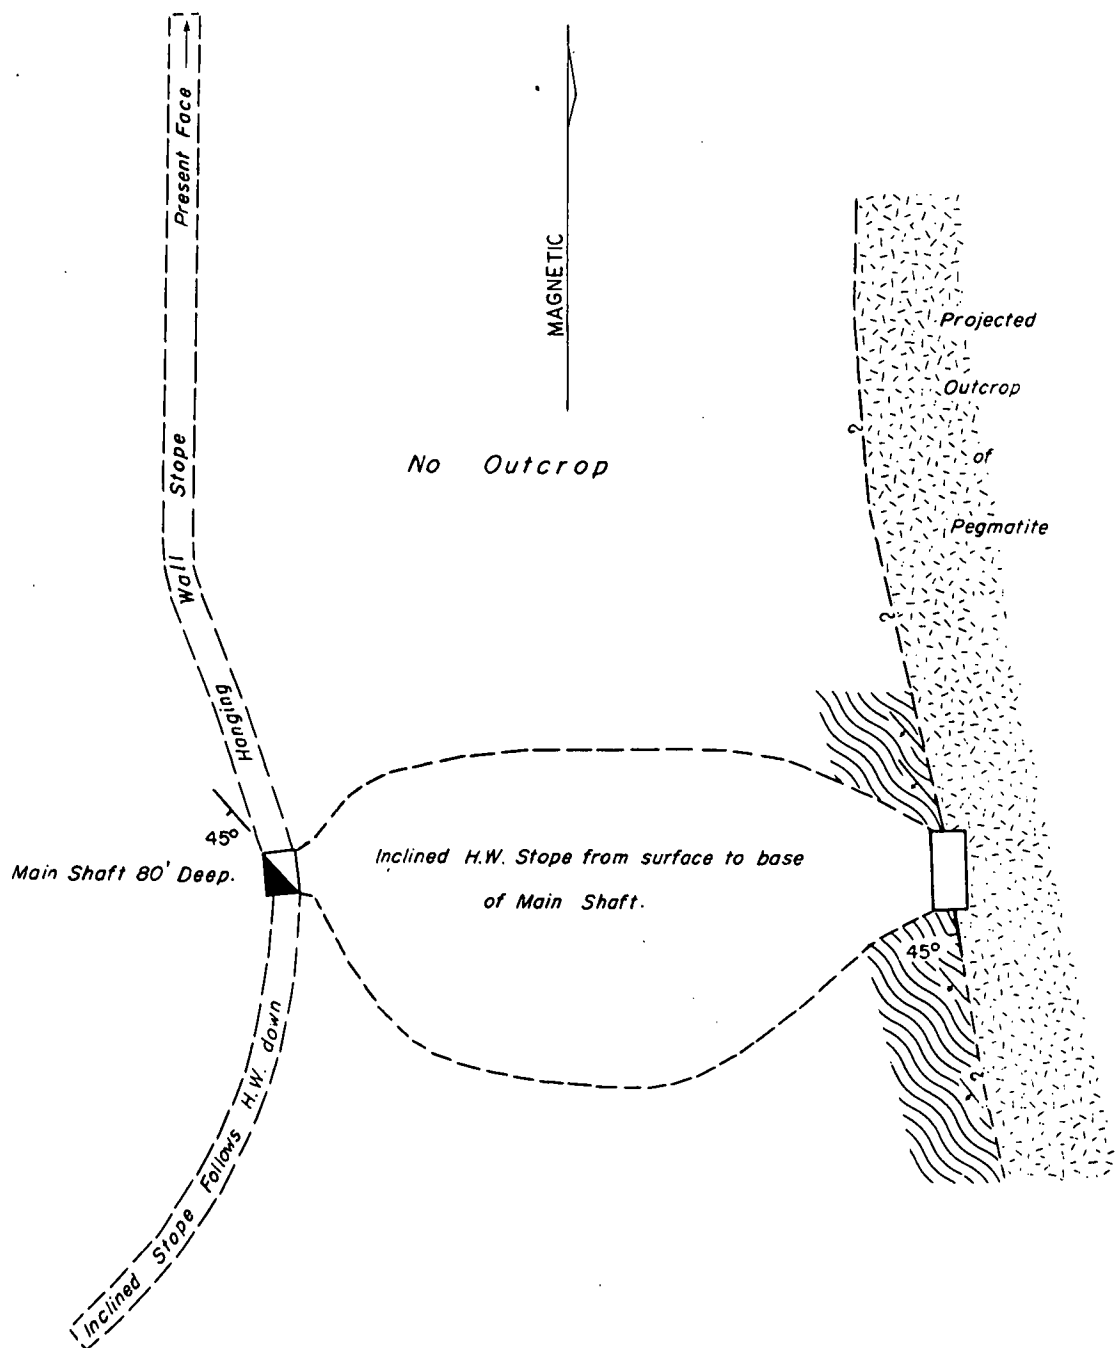 Present Face
Hanging Wall Stope
MAGNETIC
No Outcrop
Projected
Outcrop
of
Pegmatite
?
?
45°
Main Shaft 80' Deep.
Inclined H.W. Stope from surface to base
of Main Shaft.
45°
?
Inclined Stope Follows H.W. down